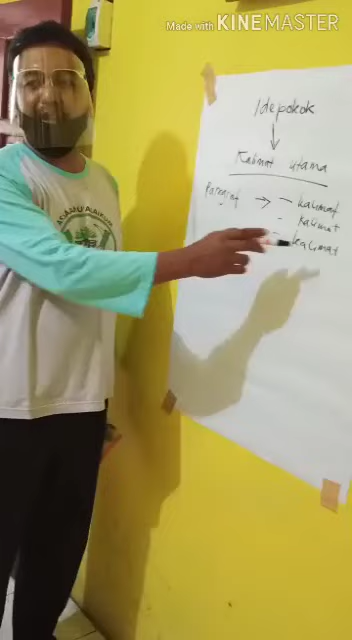 Made with KINEMASTER
Idepokok
Kalimat utama
Paragraf → - kalimat
- kalimat
- kalimat